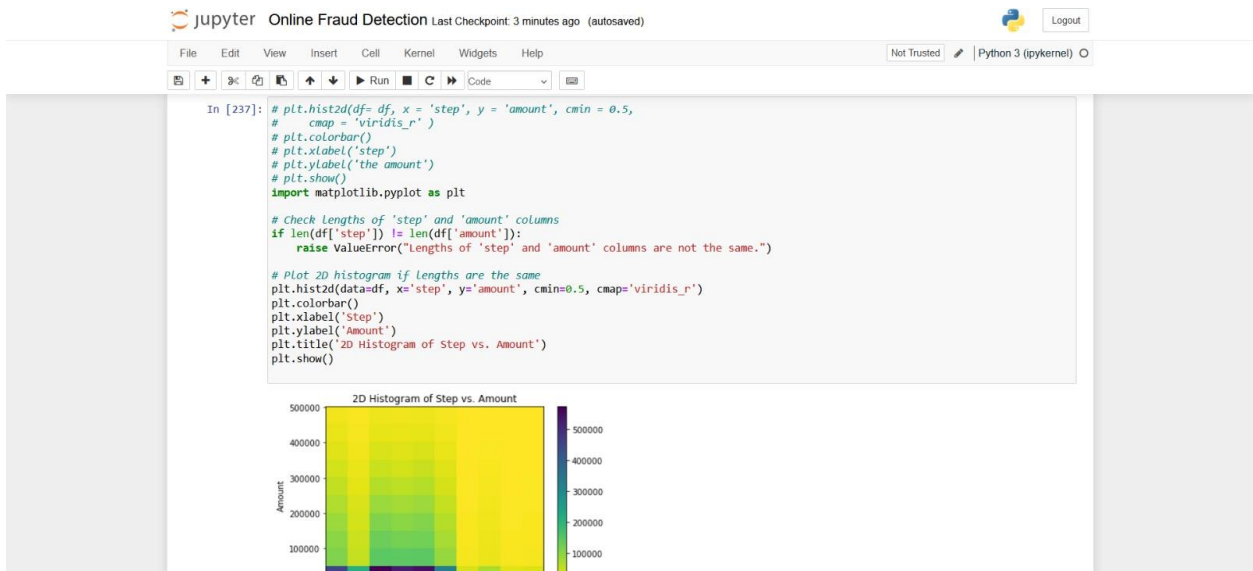 jupyter Online Fraud Detection Last Checkpoint: 3 minutes ago (autosaved)
Logout
File Edit View Insert Cell Kernel Widgets Help
Not Trusted
Python 3 (ipykernel)
Run
Code
In [237]: # plt.hist2d(df= df, x = 'step', y = 'amount', cmin = 0.5,
#     cmap = 'viridis_r' )
# plt.colorbar()
# plt.xlabel('step')
# plt.ylabel('the amount')
# plt.show()
import matplotlib.pyplot as plt
# Check lengths of 'step' and 'amount' columns
if len(df['step']) != len(df['amount']):
    raise ValueError("Lengths of 'step' and 'amount' columns are not the same.")
# Plot 2D histogram if lengths are the same
plt.hist2d(data=df, x='step', y='amount', cmin=0.5, cmap='viridis_r')
plt.colorbar()
plt.xlabel('Step')
plt.ylabel('Amount')
plt.title('2D Histogram of Step vs. Amount')
plt.show()
2D Histogram of Step vs. Amount
500000
400000
300000
200000
100000
Amount
500000
400000
300000
200000
100000